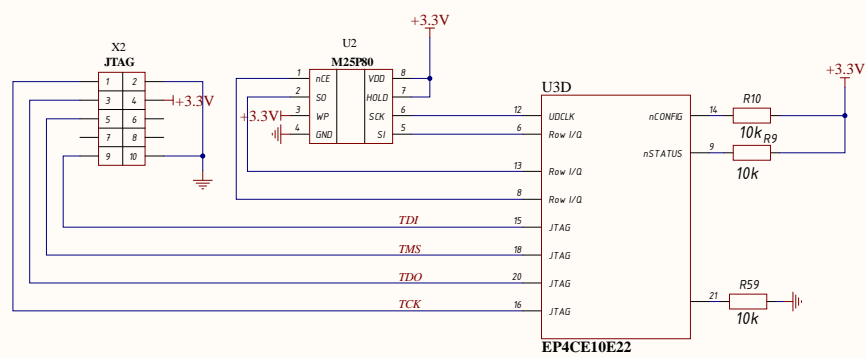 +3.3V
X2
JTAG
1 2
3 4 +3.3V
5 6
7 8
9 10
U2
M25P80
1 nCE VDD 8
2 SO HOLD 7
+3.3V 3 WP SCK 6
4 GND SI 5
U3D
12 UDCLK nCONFIG 14
6 Row I/Q
nSTATUS 9
13 Row I/Q
8 Row I/Q
TDI 15 JTAG
TMS 18 JTAG
TDO 20 JTAG
TCK 16 JTAG
21
EP4CE10E22
+3.3V
R10
10k
R9
10k
R59
10k